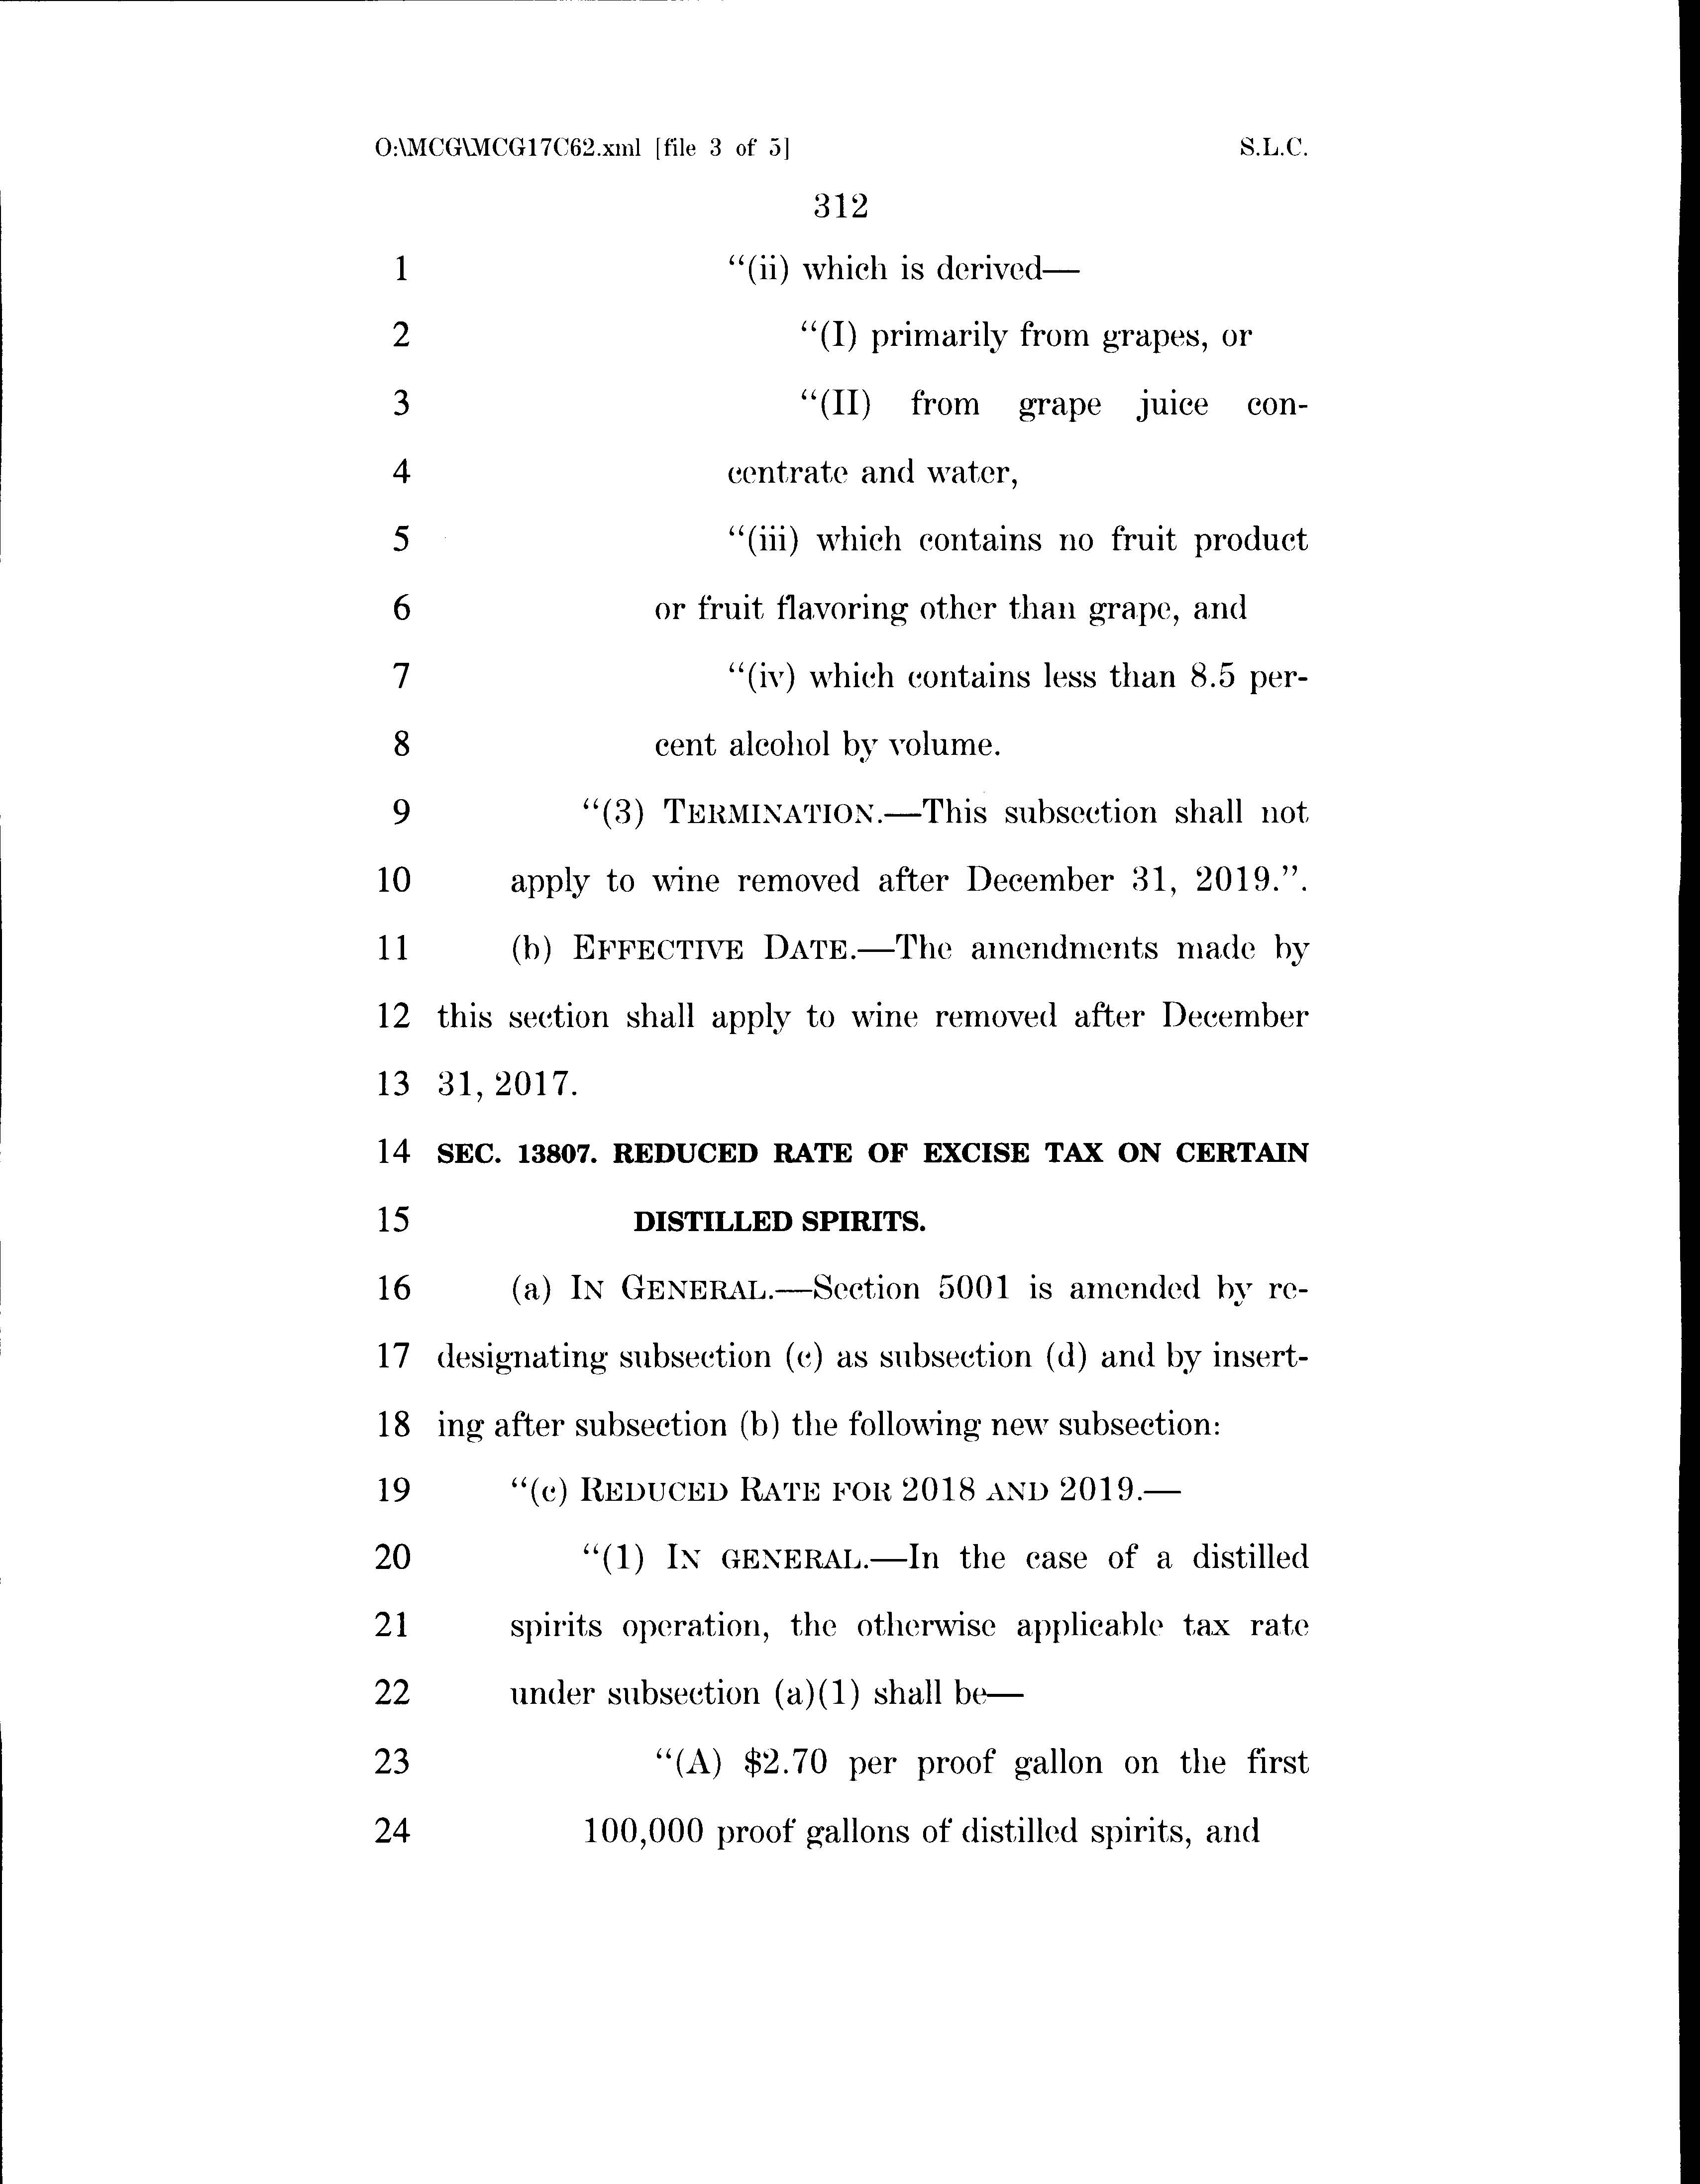 O:\MCG\MCG17C62.xml [file 3 of 5] S.L.C.
312
1 “(ii) which is derived—
2 “(I) primarily from grapes, or
3 “(II) from grape juice con-
4 centrate and water,
5 “(iii) which contains no fruit product
6 or fruit flavoring other than grape, and
7 “(iv) which contains less than 8.5 per-
8 cent alcohol by volume.
9 “(3) TERMINATION.—This subsection shall not
10 apply to wine removed after December 31, 2019.”.
11 (b) EFFECTIVE DATE.—The amendments made by
12 this section shall apply to wine removed after December
13 31, 2017.
14 SEC. 13807. REDUCED RATE OF EXCISE TAX ON CERTAIN
15 DISTILLED SPIRITS.
16 (a) IN GENERAL.—Section 5001 is amended by re-
17 designating subsection (c) as subsection (d) and by insert-
18 ing after subsection (b) the following new subsection:
19 “(c) REDUCED RATE FOR 2018 AND 2019.—
20 “(1) IN GENERAL.—In the case of a distilled
21 spirits operation, the otherwise applicable tax rate
22 under subsection (a)(1) shall be—
23 “(A) $2.70 per proof gallon on the first
24 100,000 proof gallons of distilled spirits, and